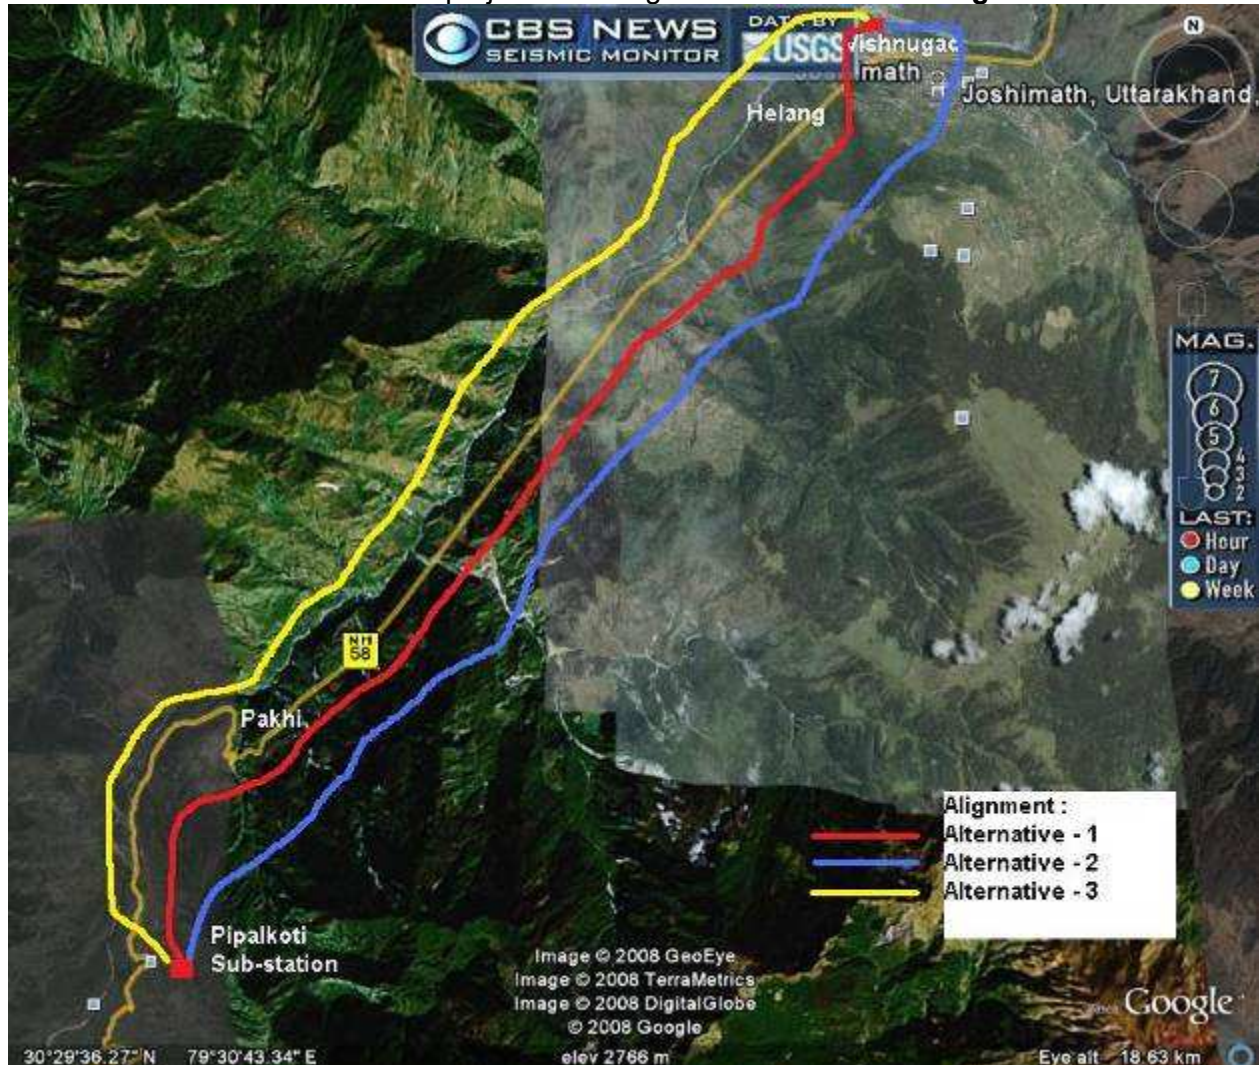 CBS NEWS
SEISMIC MONITOR
DATA BY
USGS
Vishnugad
math
Joshimath, Uttarakhand
N
Helang
MAG.
7
6
5
4
3
2
LAST:
Hour
Day
Week
NH
58
Pakhi
Alignment :
Alternative - 1
Alternative - 2
Alternative - 3
Pipalkoti
Sub-station
Image © 2008 GeoEye
Image © 2008 TerraMetrics
Image © 2008 DigitalGlobe
© 2008 Google
Google
30°29'36.27" N 79°30'43.34" E elev 2766 m Eye alt 18.63 km